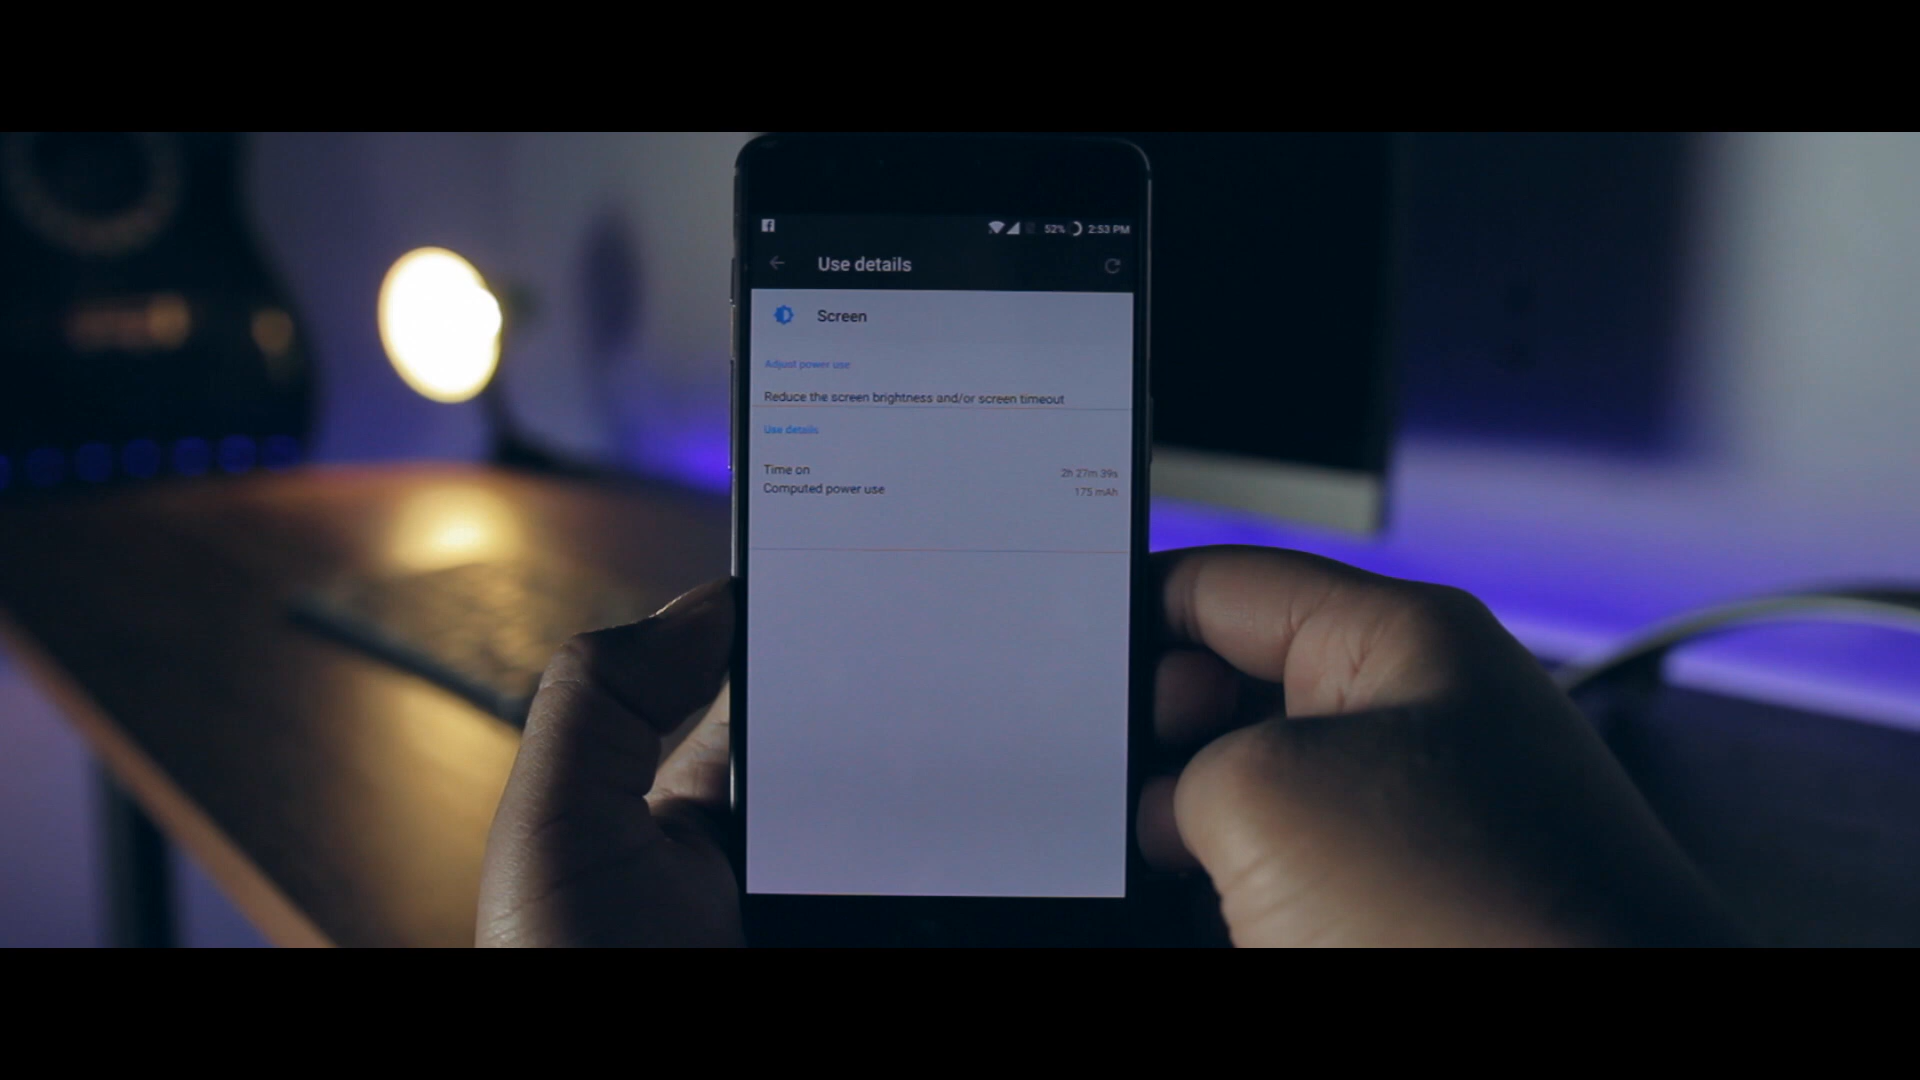 52% 2:53 PM
Use details
Screen
Adjust power use
Reduce the screen brightness and/or screen timeout
Use details
Time on 2h 27m 39s
Computed power use 175 mAh